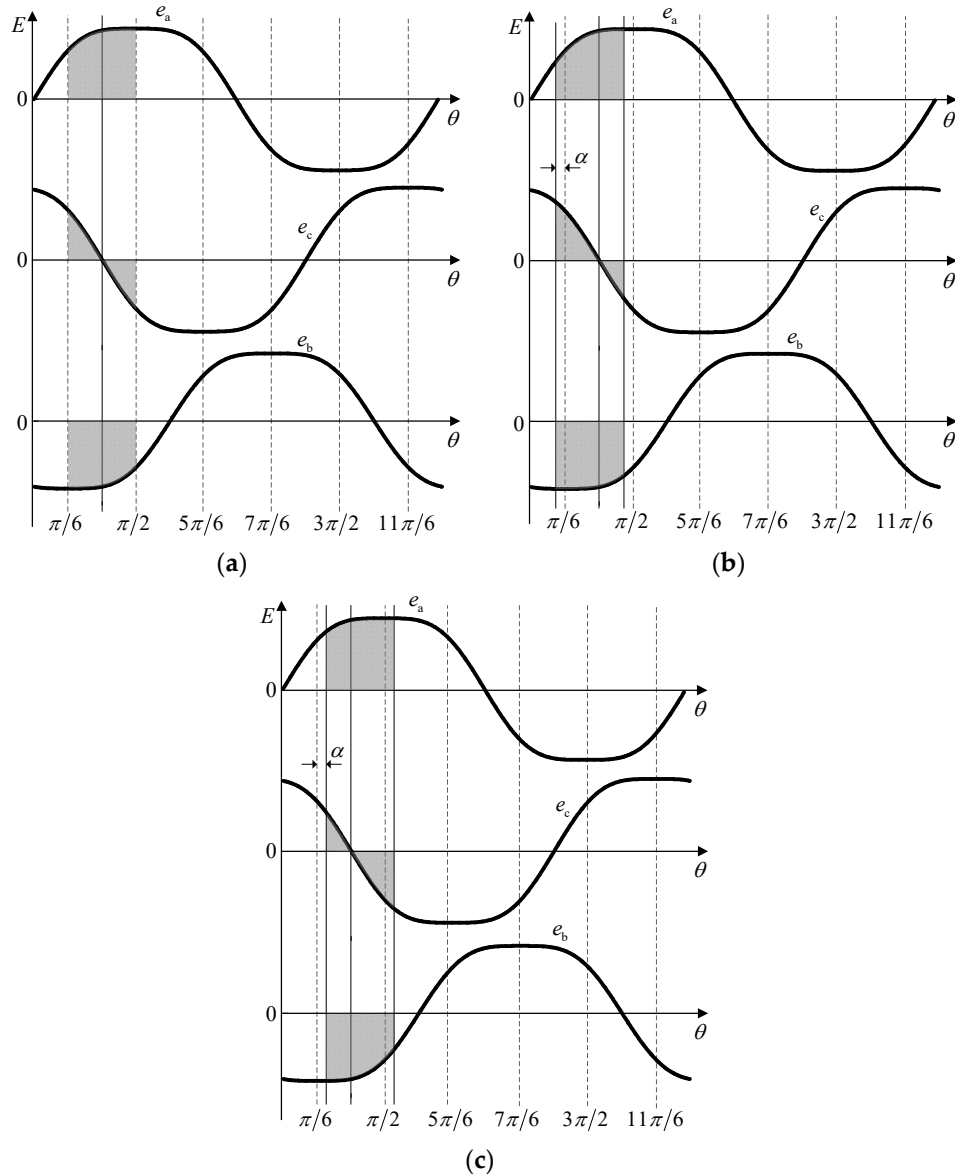 E e_a E e_a
0 θ 0 θ
α
e_c e_c
0 θ 0 θ
e_b e_b
0 θ 0 θ
π/6 π/2 5π/6 7π/6 3π/2 11π/6 π/6 π/2 5π/6 7π/6 3π/2 11π/6
(a) (b)
E e_a
0 θ
α
e_c
0 θ
e_b
0 θ
π/6 π/2 5π/6 7π/6 3π/2 11π/6
(c)